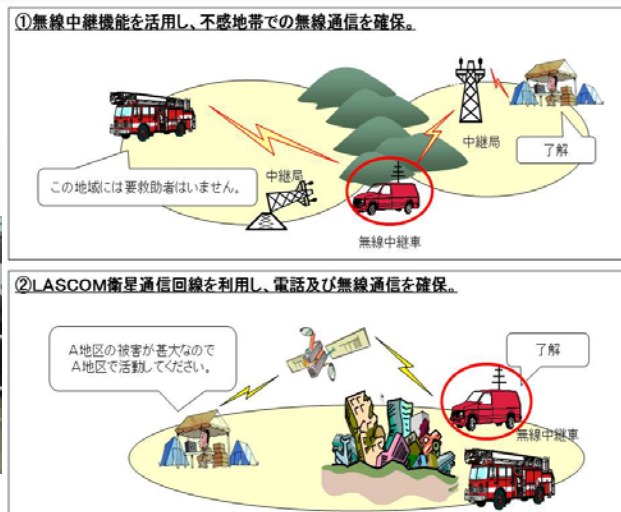 ①無線中継機能を活用し、不感地帯での無線通信を確保。
中継局
了解
この地域には要救助者はいません。
中継局
無線中継車
②LASCOM衛星通信回線を利用し、電話及び無線通信を確保。
A地区の被害が甚大なので
A地区で活動してください。
了解
無線中継車